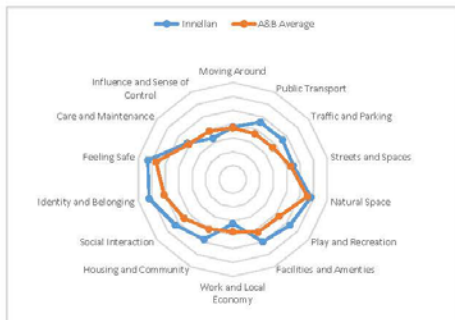 Innellan
A&B Average
Moving Around
Public Transport
Traffic and Parking
Streets and Spaces
Natural Space
Play and Recreation
Facilities and Amenties
Work and Local
Economy
Housing and Community
Social Interaction
Identity and Belonging
Feeling Safe
Care and Maintenance
Influence and Sense of
Control